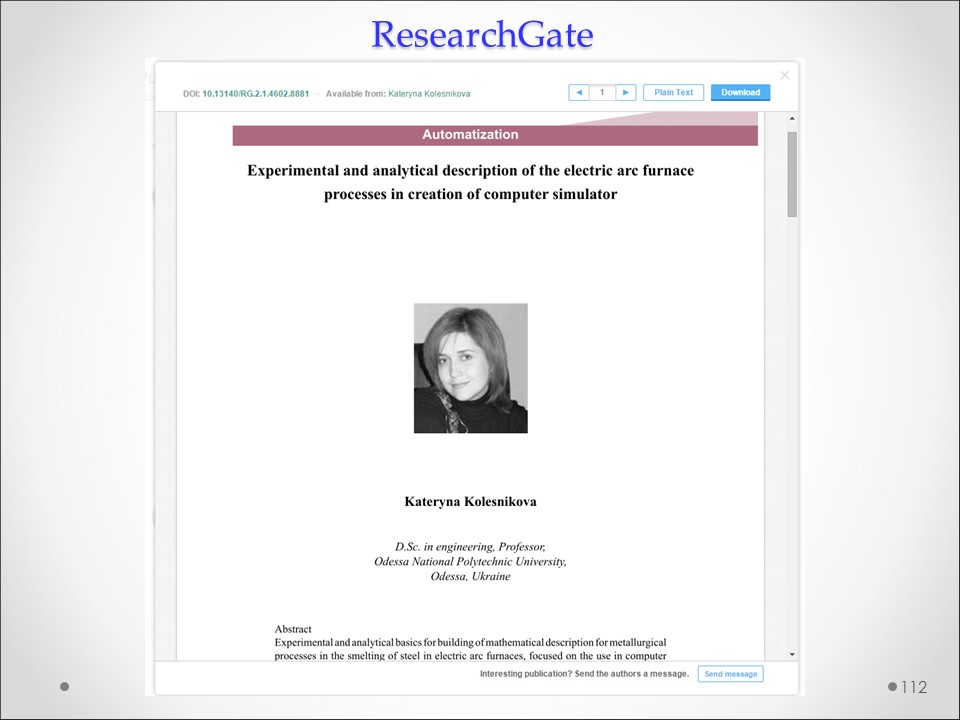 ResearchGate
DOI: 10.13140/RG.2.1.4602.8881 · Available from: Kateryna Kolesnikova
1
Plain Text
Download
Automatization
Experimental and analytical description of the electric arc furnace
processes in creation of computer simulator
Kateryna Kolesnikova
D.Sc. in engineering, Professor,
Odessa National Polytechnic University,
Odessa, Ukraine
Abstract
Experimental and analytical basics for building of mathematical description for metallurgical
processes in the smelting of steel in electric arc furnaces, focused on the use in computer
Interesting publication? Send the authors a message.
Send message
112